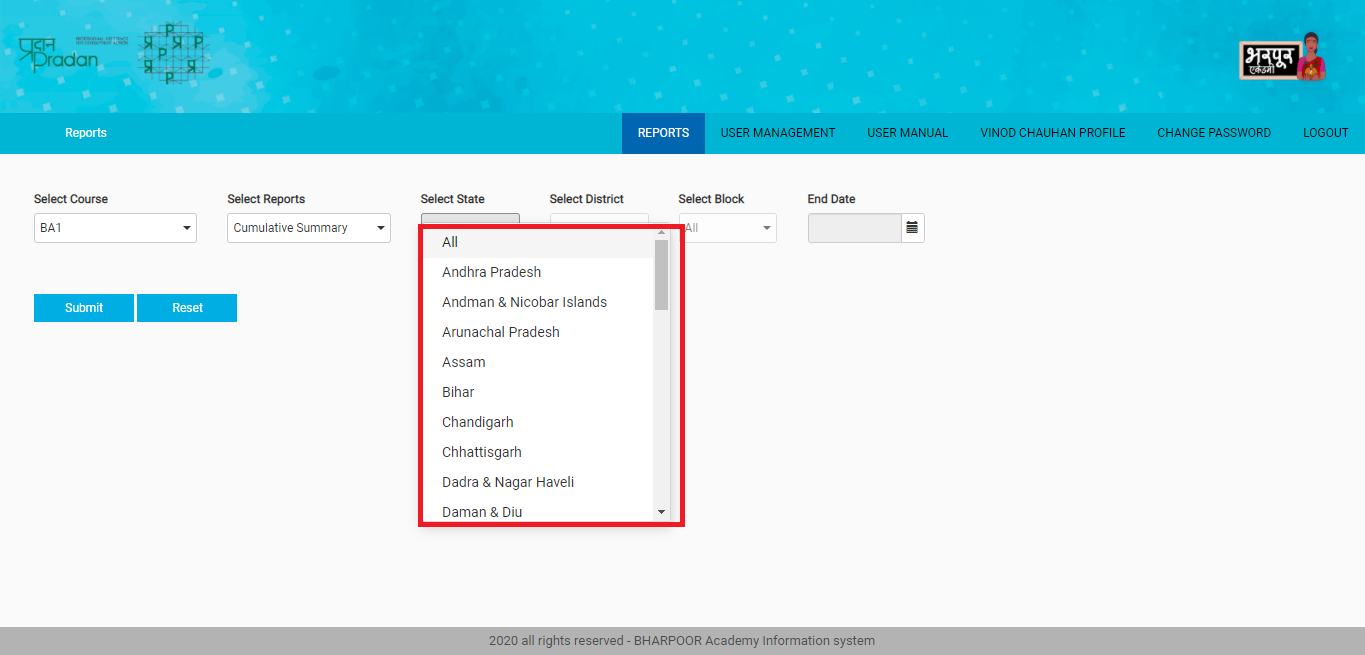 प्रदान
Pradan
PROFESSIONAL ASSISTANCE
FOR DEVELOPMENT ACTION
प्र P
प्र P प्र
P प्र P
प्र P प्र
P
भरपूर
एकेडमी
Reports
REPORTS
USER MANAGEMENT
USER MANUAL
VINOD CHAUHAN PROFILE
CHANGE PASSWORD
LOGOUT
Select Course
Select Reports
Select State
Select District
Select Block
End Date
BA1
Cumulative Summary
All
All
Andhra Pradesh
Andman & Nicobar Islands
Arunachal Pradesh
Assam
Bihar
Chandigarh
Chhattisgarh
Dadra & Nagar Haveli
Daman & Diu
Submit
Reset
2020 all rights reserved - BHARPOOR Academy Information system